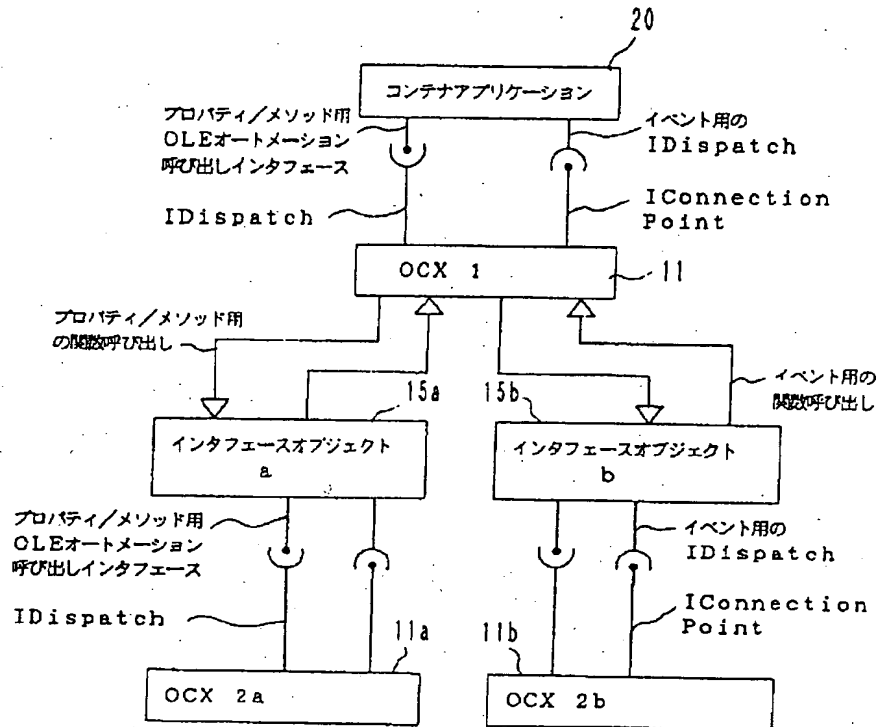 20
コンテナアプリケーション
プロパティ／メソッド用
OLEオートメーション
呼び出しインタフェース
イベント用の
IDispatch
IDispatch
IConnection
Point
OCX 1
11
プロパティ／メソッド用
の関数呼び出し
イベント用の
関数呼び出し
15a
15b
インタフェースオブジェクト
a
インタフェースオブジェクト
b
プロパティ／メソッド用
OLEオートメーション
呼び出しインタフェース
イベント用の
IDispatch
IDispatch
IConnection
Point
11a
11b
OCX 2a
OCX 2b